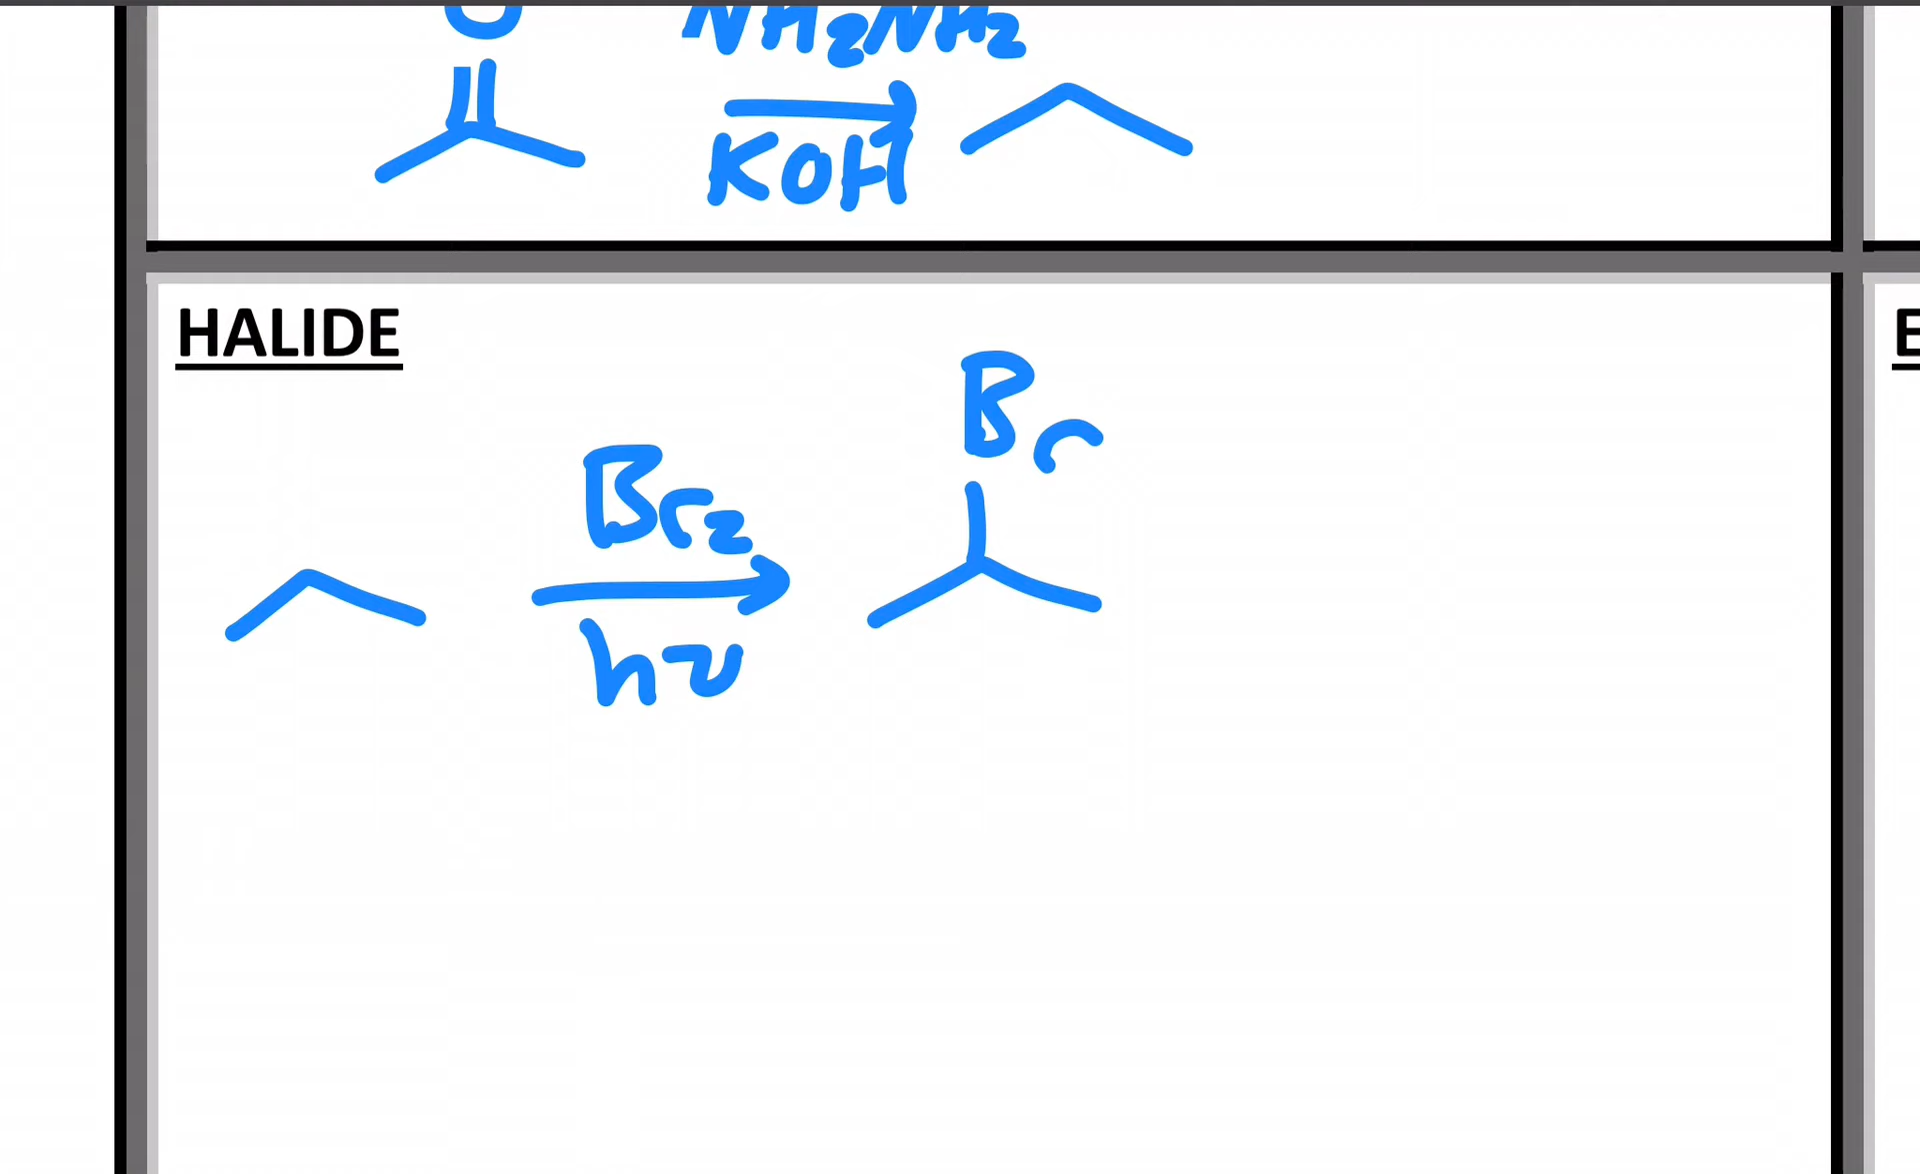 O
NH₂NH₂
KOH
HALIDE
E
Br
Br₂
hν